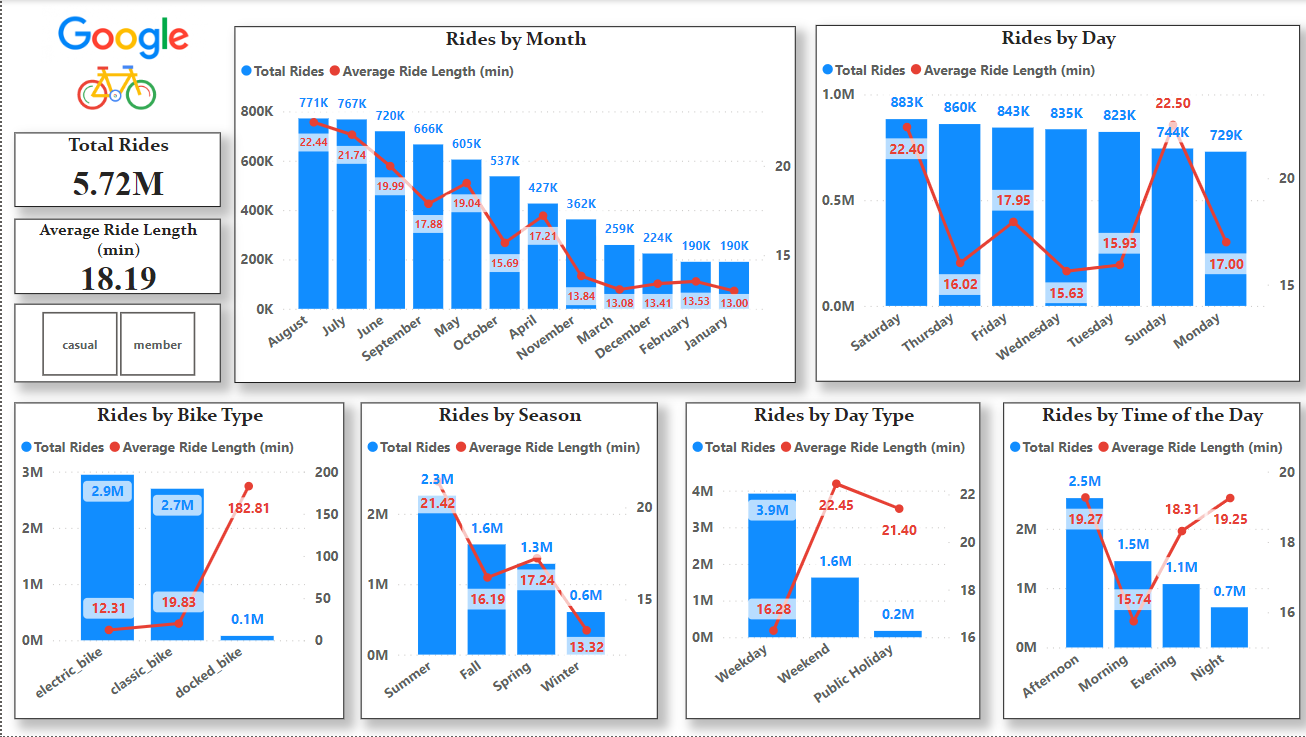 Google
Total Rides
5.72M
Average Ride Length
(min)
18.19
casual
member
Rides by Month
Total Rides Average Ride Length (min)
800K
600K
400K
200K
0K
20
15
771K
767K
720K
666K
605K
537K
427K
362K
259K
224K
190K
190K
22.44
21.74
19.99
17.88
19.04
15.69
17.21
13.84
13.08
13.41
13.53
13.00
August
July
June
September
May
October
April
November
March
December
February
January
Rides by Day
Total Rides Average Ride Length (min)
1.0M
0.5M
0.0M
20
15
883K
860K
843K
835K
823K
744K
729K
22.40
16.02
17.95
15.63
15.93
22.50
17.00
Saturday
Thursday
Friday
Wednesday
Tuesday
Sunday
Monday
Rides by Bike Type
Total Rides Average Ride Length (min)
3M
2M
1M
0M
200
150
100
50
0
2.9M
2.7M
0.1M
12.31
19.83
182.81
electric_bike
classic_bike
docked_bike
Rides by Season
Total Rides Average Ride Length (min)
2M
1M
0M
20
15
2.3M
1.6M
1.3M
0.6M
21.42
16.19
17.24
13.32
Summer
Fall
Spring
Winter
Rides by Day Type
Total Rides Average Ride Length (min)
4M
3M
2M
1M
0M
22
20
18
16
3.9M
1.6M
0.2M
16.28
22.45
21.40
Weekday
Weekend
Public Holiday
Rides by Time of the Day
Total Rides Average Ride Length (min)
2M
1M
0M
20
18
16
2.5M
1.5M
1.1M
0.7M
19.27
15.74
18.31
19.25
Afternoon
Morning
Evening
Night